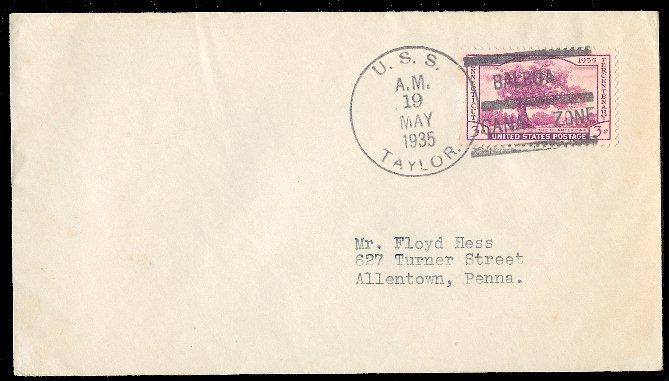 U. S. S.
A.M.
19
MAY
1935
TAYLOR.
1935
CONNECTICUT
TERCENTENARY
BALBOA
CANAL ZONE
3¢ 3¢
UNITED STATES POSTAGE
Mr. Floyd Hess
627 Turner Street
Allentown, Penna.